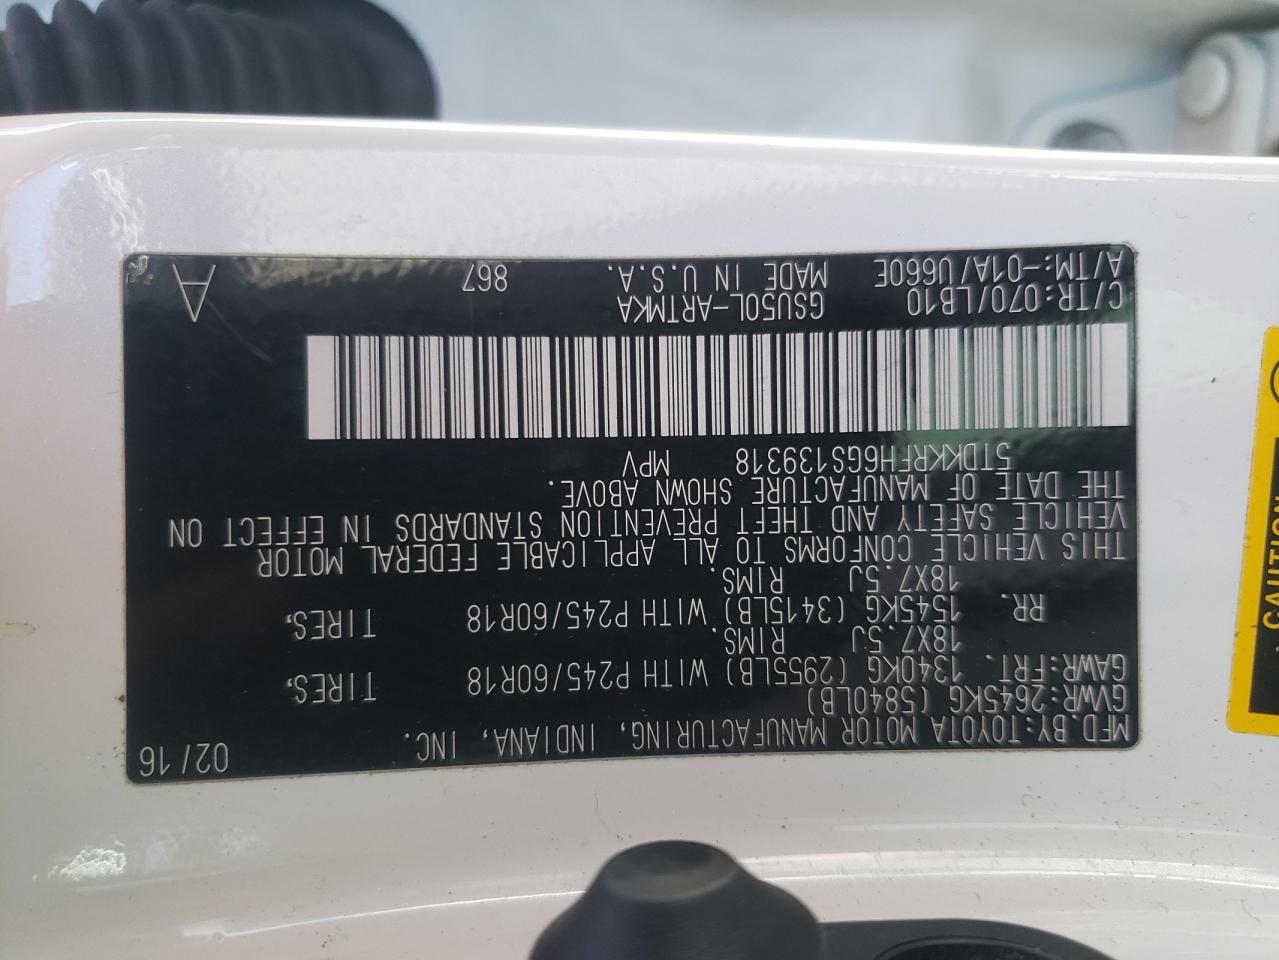 MFD.BY:TOYOTA MOTOR MANUFACTURING, INDIANA, INC. 02/16
GVWR:2645KG (5840LB)
GAWR:FRT. 1340KG (2955LB) WITH P245/60R18 TIRES,
18X7.5J RIMS.
RR. 1545KG (3415LB) WITH P245/60R18 TIRES,
18X7.5J RIMS.
THIS VEHICLE CONFORMS TO ALL APPLICABLE FEDERAL MOTOR
VEHICLE SAFETY AND THEFT PREVENTION STANDARDS IN EFFECT ON
THE DATE OF MANUFACTURE SHOWN ABOVE.
5TDKKRFH6GS139318 MPV
C/TR:070/LB10 GSU50L-ARTMKA A
A/TM:-01A/U660E MADE IN U.S.A. 867
CAUTION